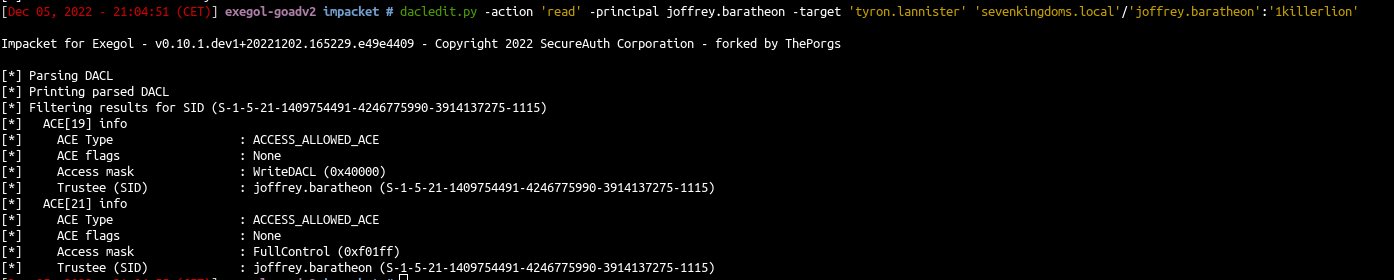 [Dec 05, 2022 - 21:04:51 (CET)] exegol-goadv2 impacket # dacledit.py -action 'read' -principal joffrey.baratheon -target 'tyron.lannister' 'sevenkingdoms.local'/'joffrey.baratheon':'1killerlion'
Impacket for Exegol - v0.10.1.dev1+20221202.165229.e49e4409 - Copyright 2022 SecureAuth Corporation - forked by ThePorgs
[*] Parsing DACL
[*] Printing parsed DACL
[*] Filtering results for SID (S-1-5-21-1409754491-4246775990-3914137275-1115)
[*]   ACE[19] info
[*]     ACE Type                  : ACCESS_ALLOWED_ACE
[*]     ACE flags                 : None
[*]     Access mask               : WriteDACL (0x40000)
[*]     Trustee (SID)             : joffrey.baratheon (S-1-5-21-1409754491-4246775990-3914137275-1115)
[*]   ACE[21] info
[*]     ACE Type                  : ACCESS_ALLOWED_ACE
[*]     ACE flags                 : None
[*]     Access mask               : FullControl (0xf01ff)
[*]     Trustee (SID)             : joffrey.baratheon (S-1-5-21-1409754491-4246775990-3914137275-1115)